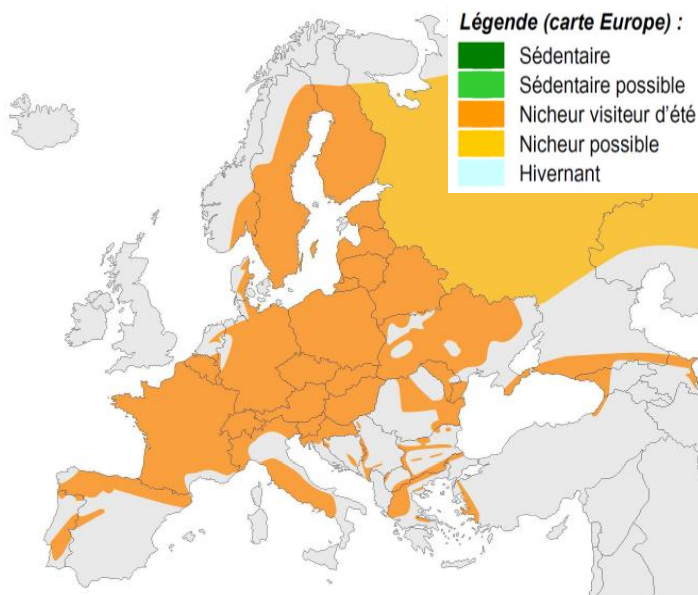 Légende (carte Europe) :
Sédentaire
Sédentaire possible
Nicheur visiteur d'été
Nicheur possible
Hivernant